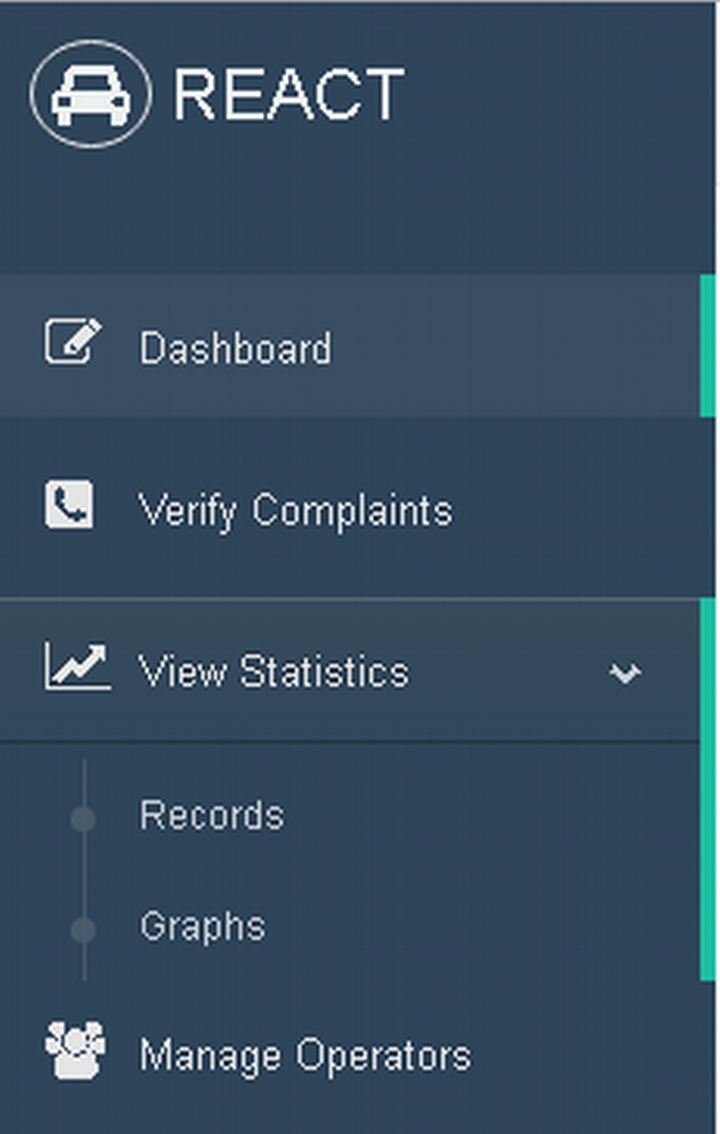 REACT
Dashboard
Verify Complaints
View Statistics
Records
Graphs
Manage Operators